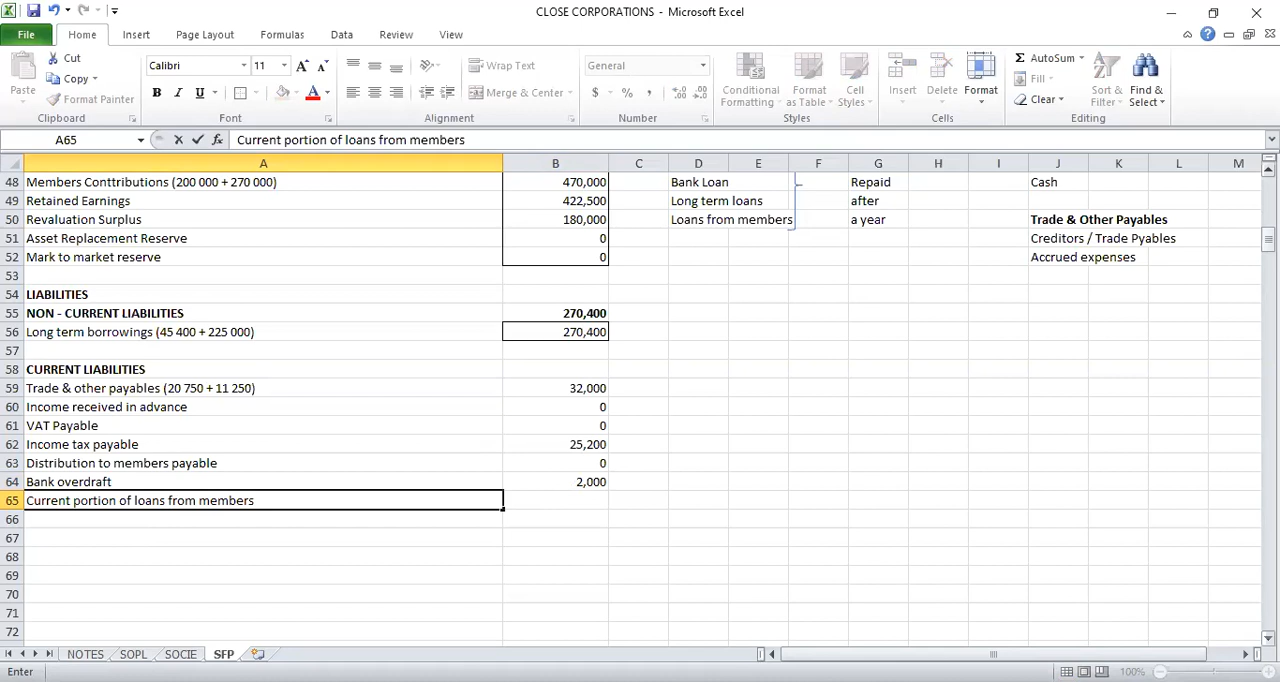 CLOSE CORPORATIONS - Microsoft Excel
File Home Insert Page Layout Formulas Data Review View
Paste
Cut
Copy
Format Painter
Clipboard
Calibri 11
B I U
Font
Wrap Text
Merge & Center
Alignment
General
$ % ,
Number
Conditional Formatting
Format as Table
Cell Styles
Styles
Insert Delete Format
Cells
AutoSum
Fill
Clear
Sort & Filter
Find & Select
Editing
A65 fx Current portion of loans from members
A B C D E F G H I J K L M
48 Members Conttributions (200 000 + 270 000) 470,000 Bank Loan Repaid Cash
49 Retained Earnings 422,500 Long term loans after
50 Revaluation Surplus 180,000 Loans from members a year Trade & Other Payables
51 Asset Replacement Reserve 0 Creditors / Trade Pyables
52 Mark to market reserve 0 Accrued expenses
53
54 LIABILITIES
55 NON - CURRENT LIABILITIES 270,400
56 Long term borrowings (45 400 + 225 000) 270,400
57
58 CURRENT LIABILITIES
59 Trade & other payables (20 750 + 11 250) 32,000
60 Income received in advance 0
61 VAT Payable 0
62 Income tax payable 25,200
63 Distribution to members payable 0
64 Bank overdraft 2,000
65 Current portion of loans from members
66
67
68
69
70
71
72
NOTES SOPL SOCIE SFP
Enter 100%